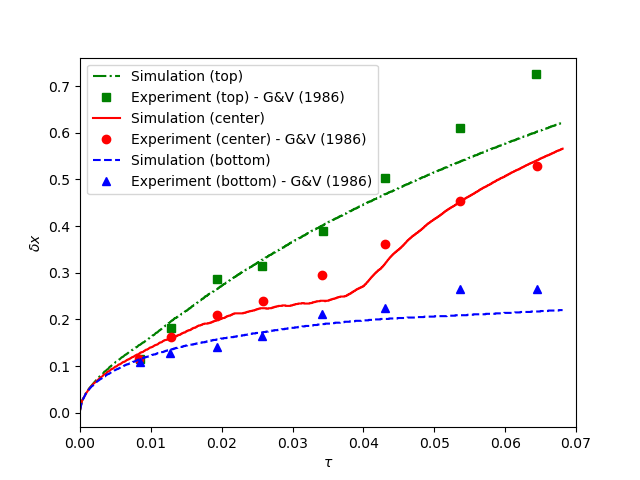 0.7
0.6
0.5
0.4
0.3
0.2
0.1
0.0
δx
Simulation (top)
Experiment (top) - G&V (1986)
Simulation (center)
Experiment (center) - G&V (1986)
Simulation (bottom)
Experiment (bottom) - G&V (1986)
0.00 0.01 0.02 0.03 0.04 0.05 0.06 0.07
τ